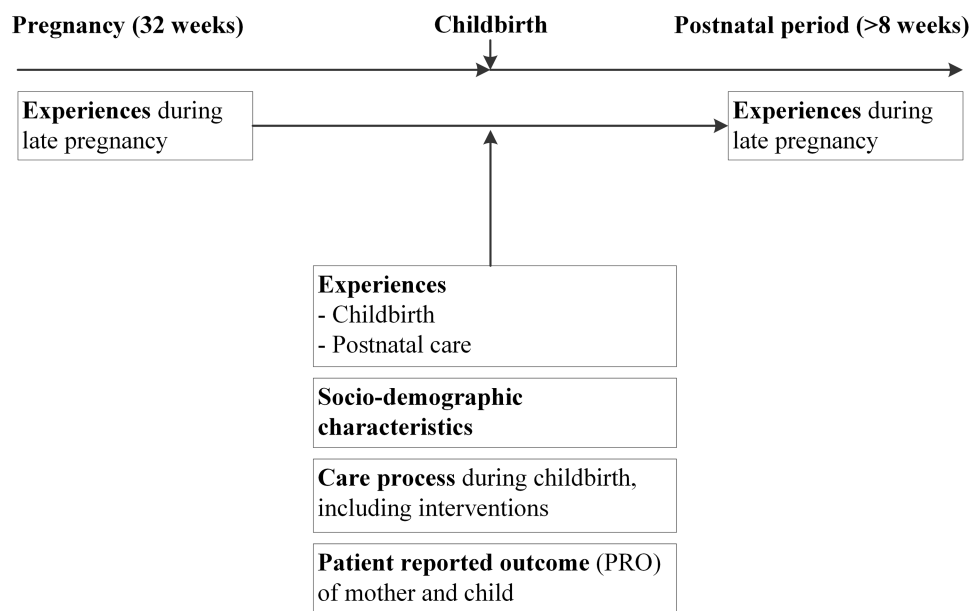 Pregnancy (32 weeks)
Childbirth
Postnatal period (>8 weeks)
Experiences during
late pregnancy
Experiences during
late pregnancy
Experiences
- Childbirth
- Postnatal care
Socio-demographic
characteristics
Care process during childbirth,
including interventions
Patient reported outcome (PRO)
of mother and child